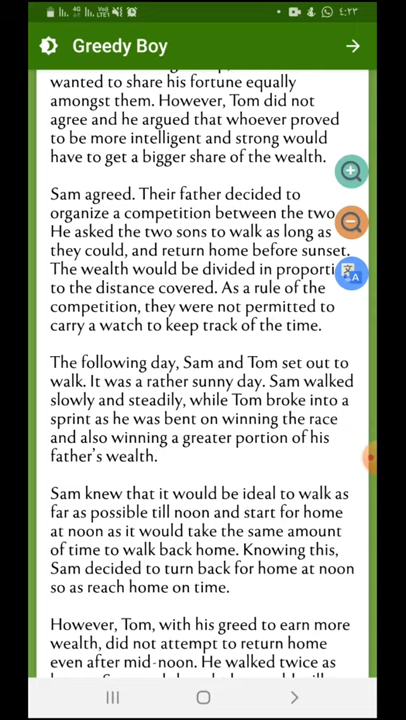 4G
Vo))
LTE1
٤:٢٣
Greedy Boy
wanted to share his fortune equally
amongst them. However, Tom did not
agree and he argued that whoever proved
to be more intelligent and strong would
have to get a bigger share of the wealth.
Sam agreed. Their father decided to
organize a competition between the two
He asked the two sons to walk as long as
they could, and return home before sunset.
The wealth would be divided in proporti
to the distance covered. As a rule of the
competition, they were not permitted to
carry a watch to keep track of the time.
The following day, Sam and Tom set out to
walk. It was a rather sunny day. Sam walked
slowly and steadily, while Tom broke into a
sprint as he was bent on winning the race
and also winning a greater portion of his
father's wealth.
Sam knew that it would be ideal to walk as
far as possible till noon and start for home
at noon as it would take the same amount
of time to walk back home. Knowing this,
Sam decided to turn back for home at noon
so as reach home on time.
However, Tom, with his greed to earn more
wealth, did not attempt to return home
even after mid-noon. He walked twice as